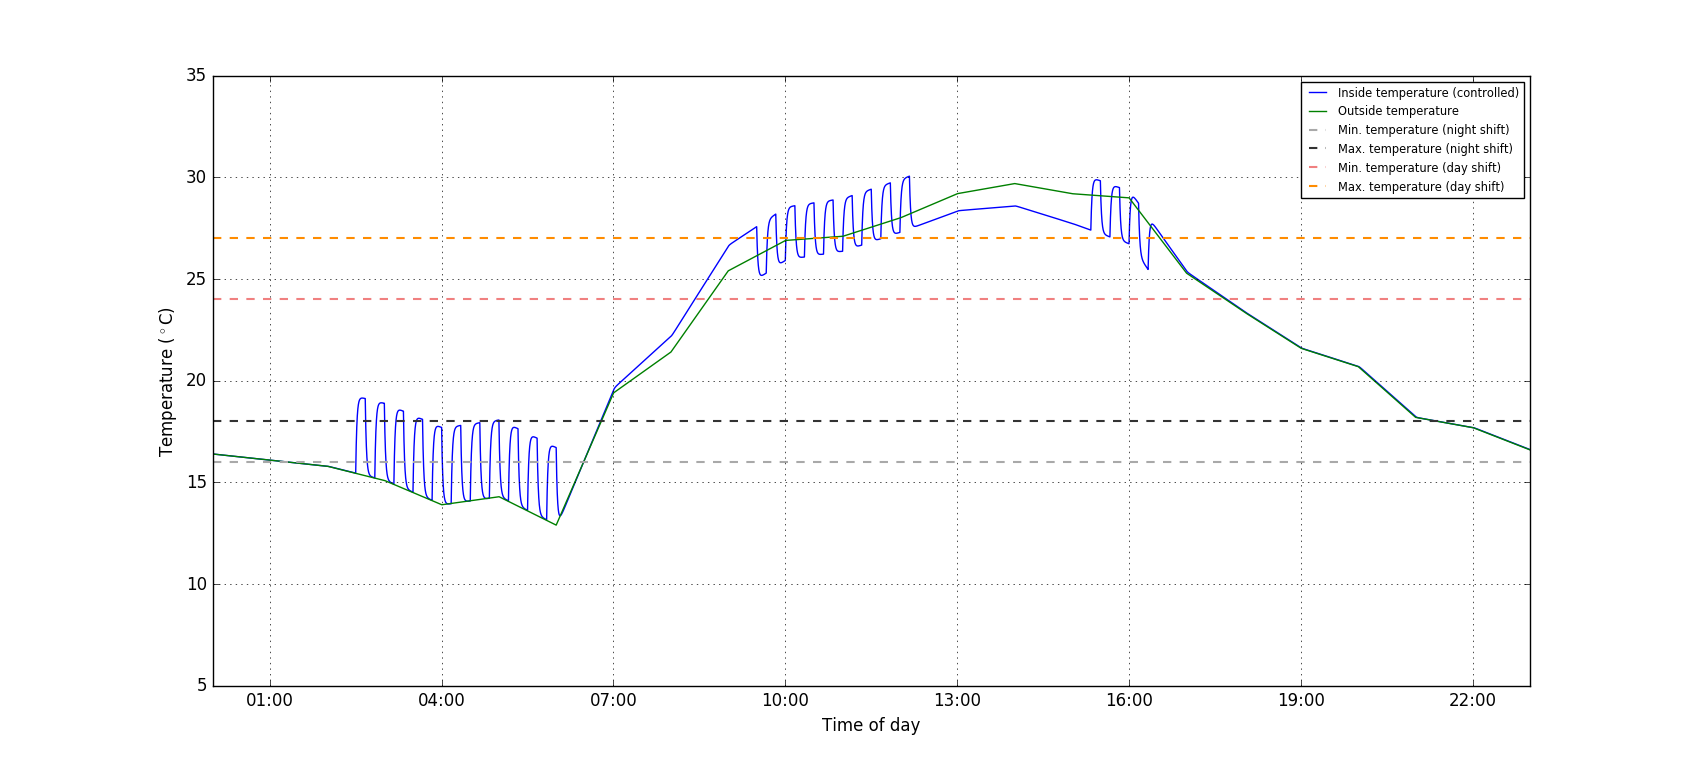 35
30
25
20
15
10
5
Temperature (°C)
01:00 04:00 07:00 10:00 13:00 16:00 19:00 22:00
Time of day
Inside temperature (controlled)
Outside temperature
Min. temperature (night shift)
Max. temperature (night shift)
Min. temperature (day shift)
Max. temperature (day shift)